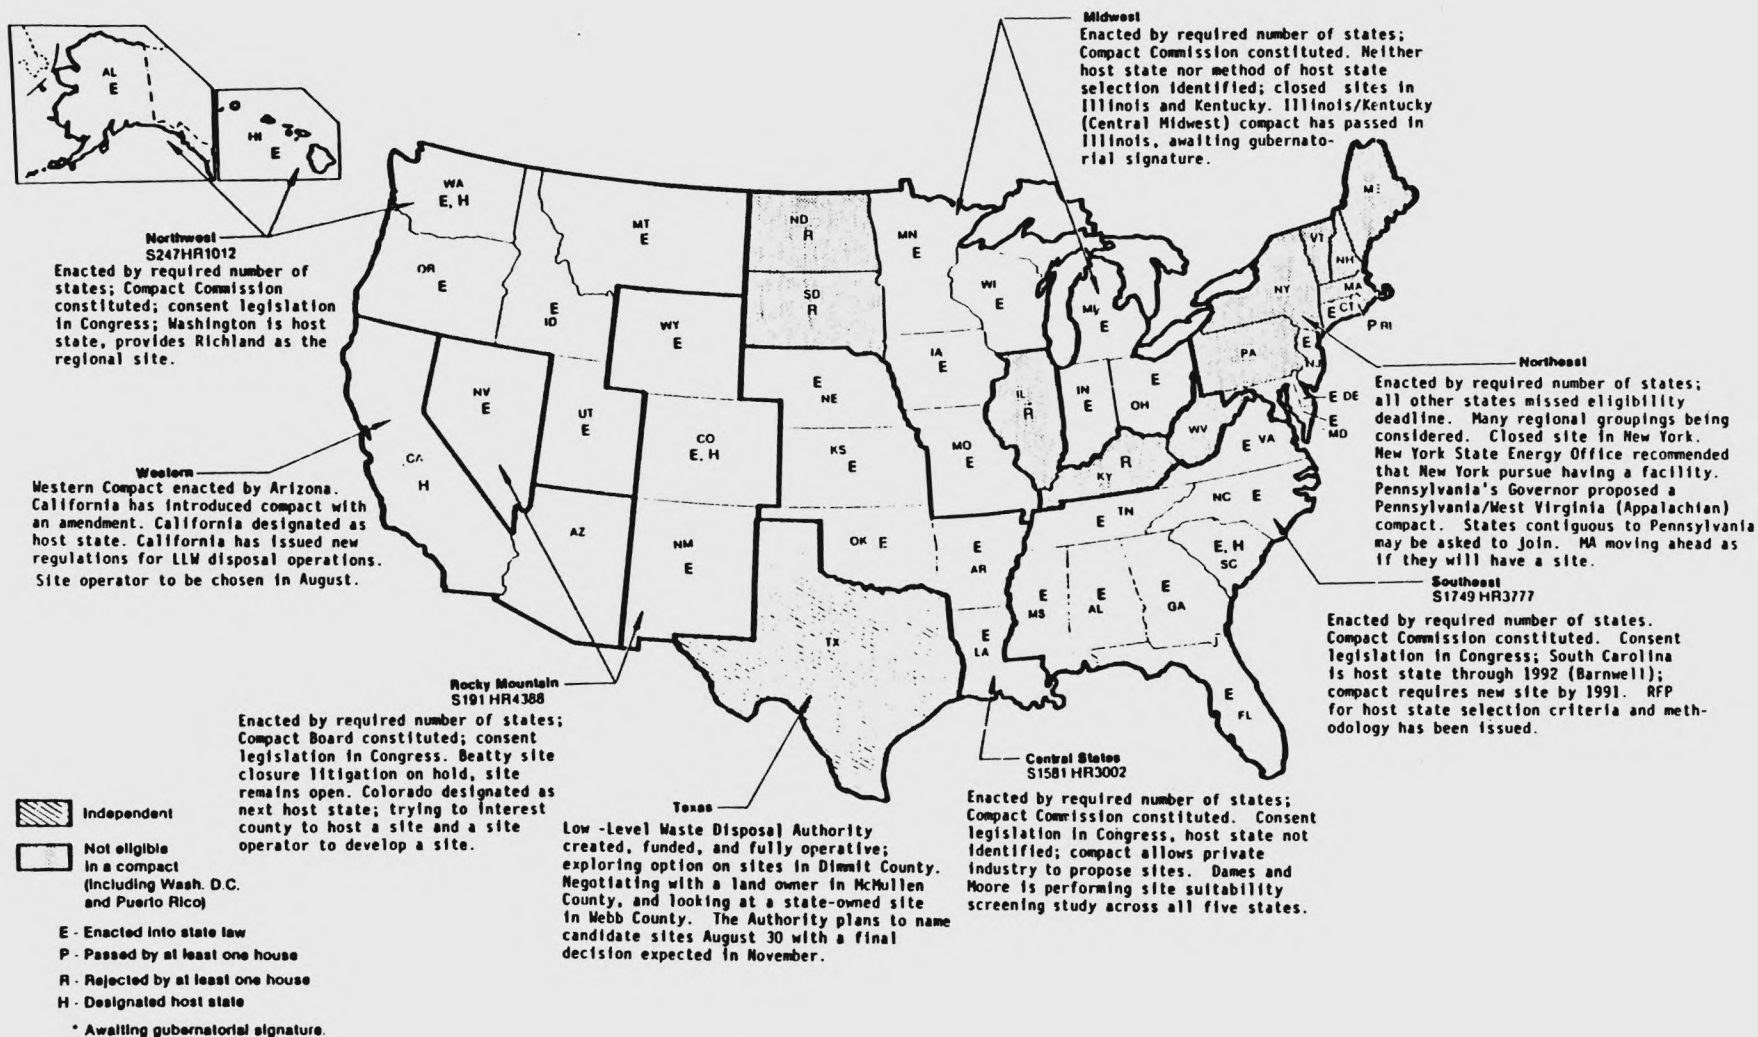 Midwest
Enacted by required number of states;
Compact Commission constituted. Neither
host state nor method of host state
selection identified; closed sites in
Illinois and Kentucky. Illinois/Kentucky
(Central Midwest) compact has passed in
Illinois, awaiting gubernato-
rial signature.
AL
E
HI
E
Northwest
S247HR1012
Enacted by required number of
states; Compact Commission
constituted; consent legislation
in Congress; Washington is host
state, provides Richland as the
regional site.
WA
E, H
OR
E
E
ID
MT
E
WY
E
ND
R
SD
R
MN
E
WI
E
MI
E
IA
E
E
NE
NV
E
UT
E
CO
E, H
KS
E
MO
E
IL
R
IN
E
E
OH
R
KY
WV
E VA
PA
NY
VT
NH
ME
MA
E CT
P RI
E
NJ
E DE
E
MD
CA
H
AZ
NM
E
OK E
E
AR
E TN
NC E
E, H
SC
E
MS
E
AL
E
GA
E
LA
TX
E
FL
Western
Western Compact enacted by Arizona.
California has introduced compact with
an amendment. California designated as
host state. California has issued new
regulations for LLW disposal operations.
Site operator to be chosen in August.
Northeast
Enacted by required number of states;
all other states missed eligibility
deadline. Many regional groupings being
considered. Closed site in New York.
New York State Energy Office recommended
that New York pursue having a facility.
Pennsylvania's Governor proposed a
Pennsylvania/West Virginia (Appalachian)
compact. States contiguous to Pennsylvania
may be asked to join. MA moving ahead as
if they will have a site.
Southeast
S1749 HR3777
Enacted by required number of states.
Compact Commission constituted. Consent
legislation in Congress; South Carolina
is host state through 1992 (Barnwell);
compact requires new site by 1991. RFP
for host state selection criteria and meth-
odology has been issued.
Rocky Mountain
S191 HR4388
Enacted by required number of states;
Compact Board constituted; consent
legislation in Congress. Beatty site
closure litigation on hold, site
remains open. Colorado designated as
next host state; trying to interest
county to host a site and a site
operator to develop a site.
Texas
Low -Level Waste Disposal Authority
created, funded, and fully operative;
exploring option on sites in Dimmit County.
Negotiating with a land owner in McMullen
County, and looking at a state-owned site
in Webb County. The Authority plans to name
candidate sites August 30 with a final
decision expected in November.
Central States
S1581 HR3002
Enacted by required number of states;
Compact Commission constituted. Consent
legislation in Congress, host state not
identified; compact allows private
industry to propose sites. Dames and
Moore is performing site suitability
screening study across all five states.
Independent
Not eligible
in a compact
(including Wash. D.C.
and Puerto Rico)
E - Enacted into state law
P - Passed by at least one house
R - Rejected by at least one house
H - Designated host state
* Awaiting gubernatorial signature.